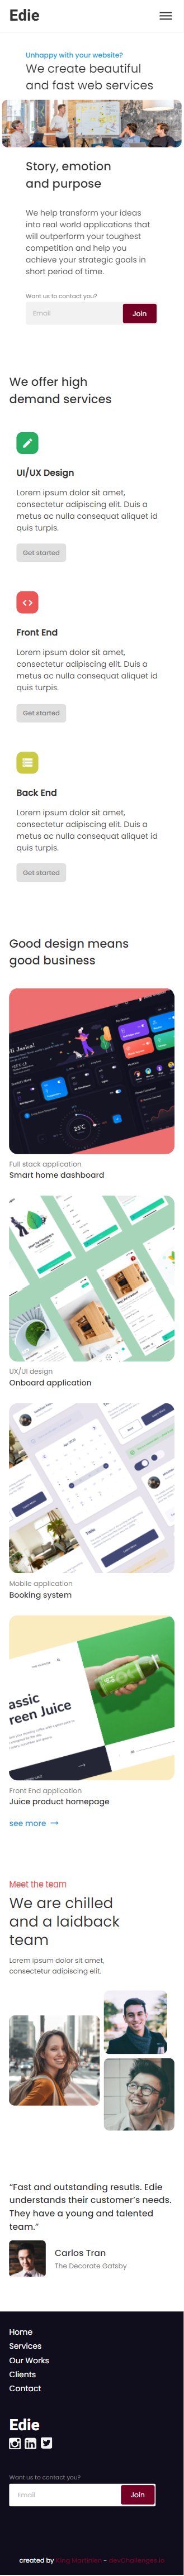 Edie
Unhappy with your website?
We create beautiful
and fast web services
Story, emotion
and purpose
We help transform your ideas
into real world applications that
will outperform your toughest
competition and help you
achieve your strategic goals in
short period of time.
Want us to contact you?
Email
Join
We offer high
demand services
UI/UX Design
Lorem ipsum dolor sit amet,
consectetur adipiscing elit. Duis a
metus ac nulla consequat aliquet id
quis turpis.
Get started
Front End
Lorem ipsum dolor sit amet,
consectetur adipiscing elit. Duis a
metus ac nulla consequat aliquet id
quis turpis.
Get started
Back End
Lorem ipsum dolor sit amet,
consectetur adipiscing elit. Duis a
metus ac nulla consequat aliquet id
quis turpis.
Get started
Good design means
good business
25°C
Full stack application
Smart home dashboard
UX/UI design
Onboard application
Mobile application
Booking system
assic
reen Juice
Front End application
Juice product homepage
see more
Meet the team
We are chilled
and a laidback
team
Lorem ipsum dolor sit amet,
consectetur adipiscing elit.
“Fast and outstanding resutls. Edie
understands their customer’s needs.
They have a young and talented
team.”
Carlos Tran
The Decorate Gatsby
Home
Services
Our Works
Clients
Contact
Edie
Want us to contact you?
Email
Join
created by - devChallenges.io